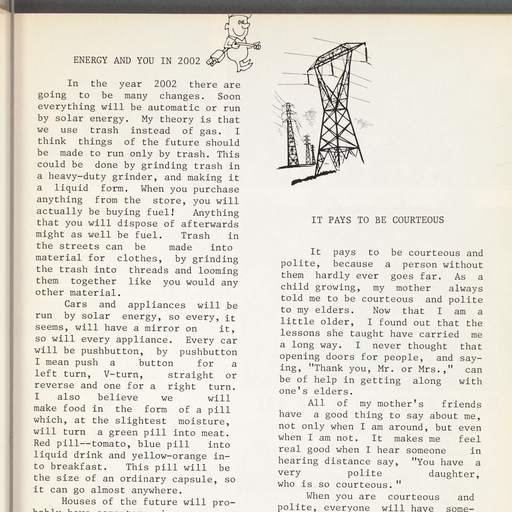 ENERGY AND YOU IN 2002
In the year 2002 there are
going to be many changes. Soon
everything will be automatic or run
by solar energy. My theory is that
we use trash instead of gas. I
think things of the future should
be made to run only by trash. This
could be done by grinding trash in
a heavy-duty grinder, and making it
a liquid form. When you purchase
anything from the store, you will
actually be buying fuel! Anything
that you will dispose of afterwards
might as well be fuel. Trash in
the streets can be made into
material for clothes, by grinding
the trash into threads and looming
them together like you would any
other material.
Cars and appliances will be
run by solar energy, so every, it
seems, will have a mirror on it,
so will every appliance. Every car
will be pushbutton, by pushbutton
I mean push a button for a
left turn, V-turn, straight or
reverse and one for a right turn.
I also believe we will
make food in the form of a pill
which, at the slightest moisture,
will turn a green pill into meat.
Red pill--tomato, blue pill into
liquid drink and yellow-orange in-
to breakfast. This pill will be
the size of an ordinary capsule, so
it can go almost anywhere.
Houses of the future will pro-
IT PAYS TO BE COURTEOUS
It pays to be courteous and
polite, because a person without
them hardly ever goes far. As a
child growing, my mother always
told me to be courteous and polite
to my elders. Now that I am a
little older, I found out that the
lessons she taught have carried me
a long way. I never thought that
opening doors for people, and say-
ing, "Thank you, Mr. or Mrs.," can
be of help in getting along with
one's elders.
All of my mother's friends
have a good thing to say about me,
not only when I am around, but even
when I am not. It makes me feel
real good when I hear someone in
hearing distance say, "You have a
very polite daughter,
who is so courteous."
When you are courteous and
polite, everyone will have some-